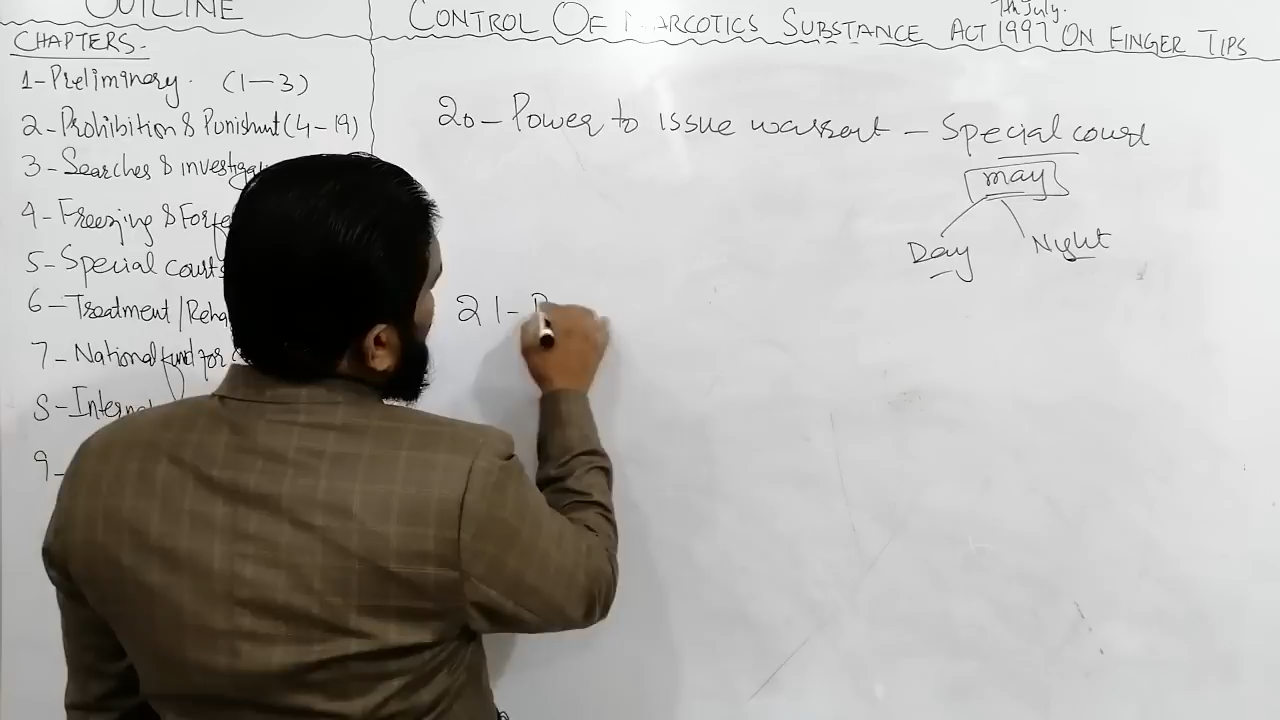 OUTLINE
CHAPTERS-
1-Preliminary. (1-3)
2-Prohibition & Punishmt (4-19)
3-Searches & investiga
4-Freezing & Forfe
5-Special courts
6-Treatment/Reha
7-National fund for
8-Internat
9-
7th July.
CONTROL OF NARCOTICS SUBSTANCE ACT 1997 ON FINGER TIPS
20-Power to issue warrant - Special court
may
Day Night
21-P